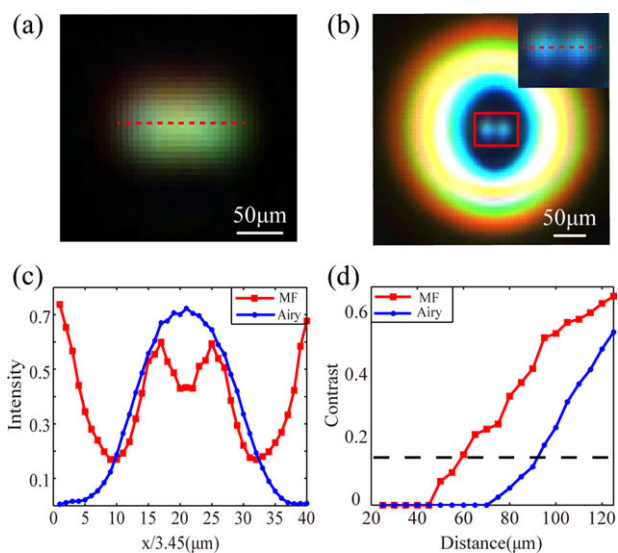 (a)
50μm
(b)
50μm
(c)
MF
Airy
0.7
0.5
0.3
0.1
Intensity
0 5 10 15 20 25 30 35 40
x/3.45(μm)
(d)
MF
Airy
0.6
0.4
0.2
0
Contrast
20 40 60 80 100 120
Distance(μm)